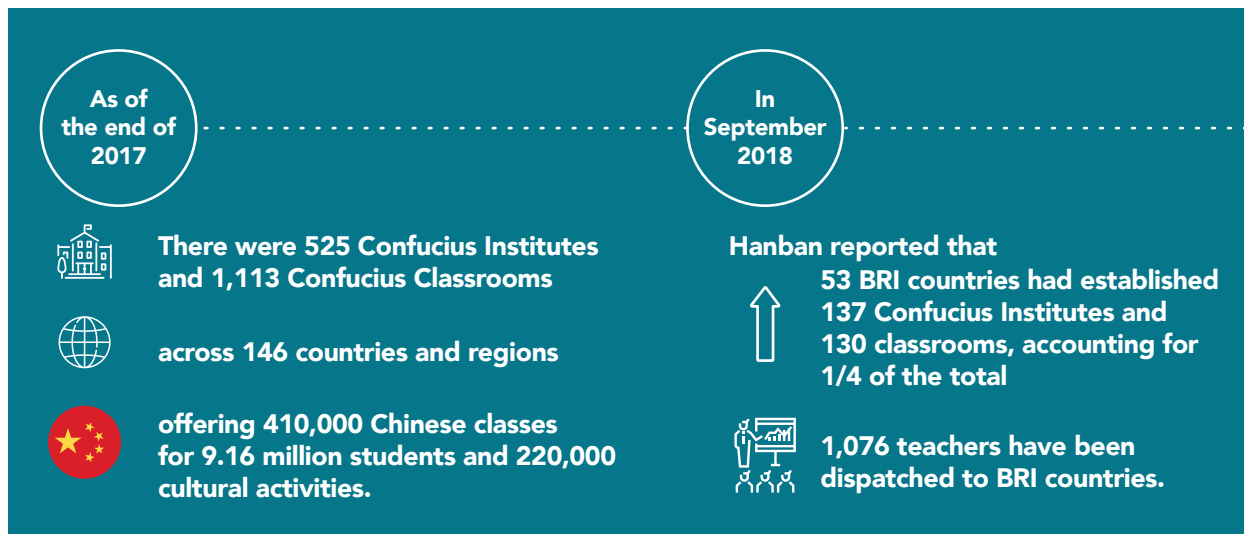 As of
the end of
2017
There were 525 Confucius Institutes
and 1,113 Confucius Classrooms
across 146 countries and regions
offering 410,000 Chinese classes
for 9.16 million students and 220,000
cultural activities.
In
September
2018
Hanban reported that
53 BRI countries had established
137 Confucius Institutes and
130 classrooms, accounting for
1/4 of the total
1,076 teachers have been
dispatched to BRI countries.